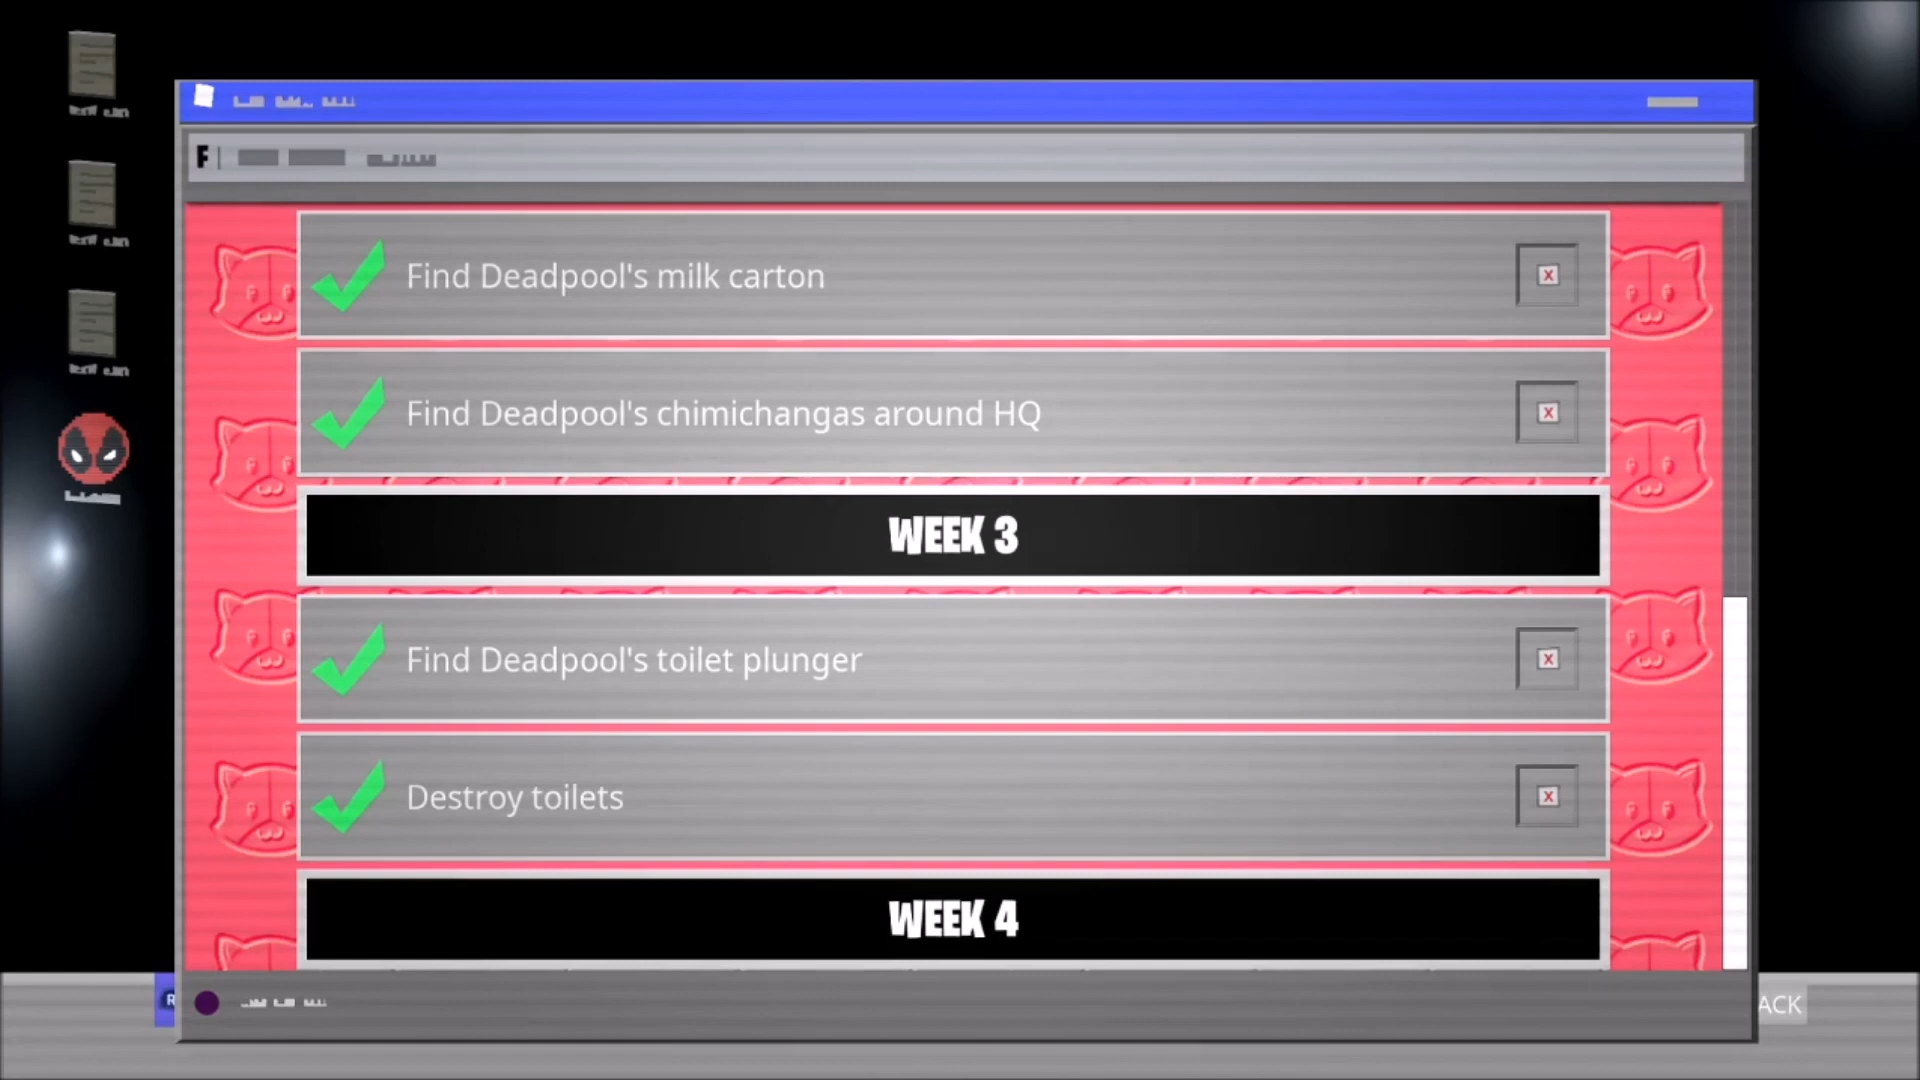 F
Find Deadpool's milk carton
X
Find Deadpool's chimichangas around HQ
X
WEEK 3
Find Deadpool's toilet plunger
X
Destroy toilets
X
WEEK 4
R
ACK